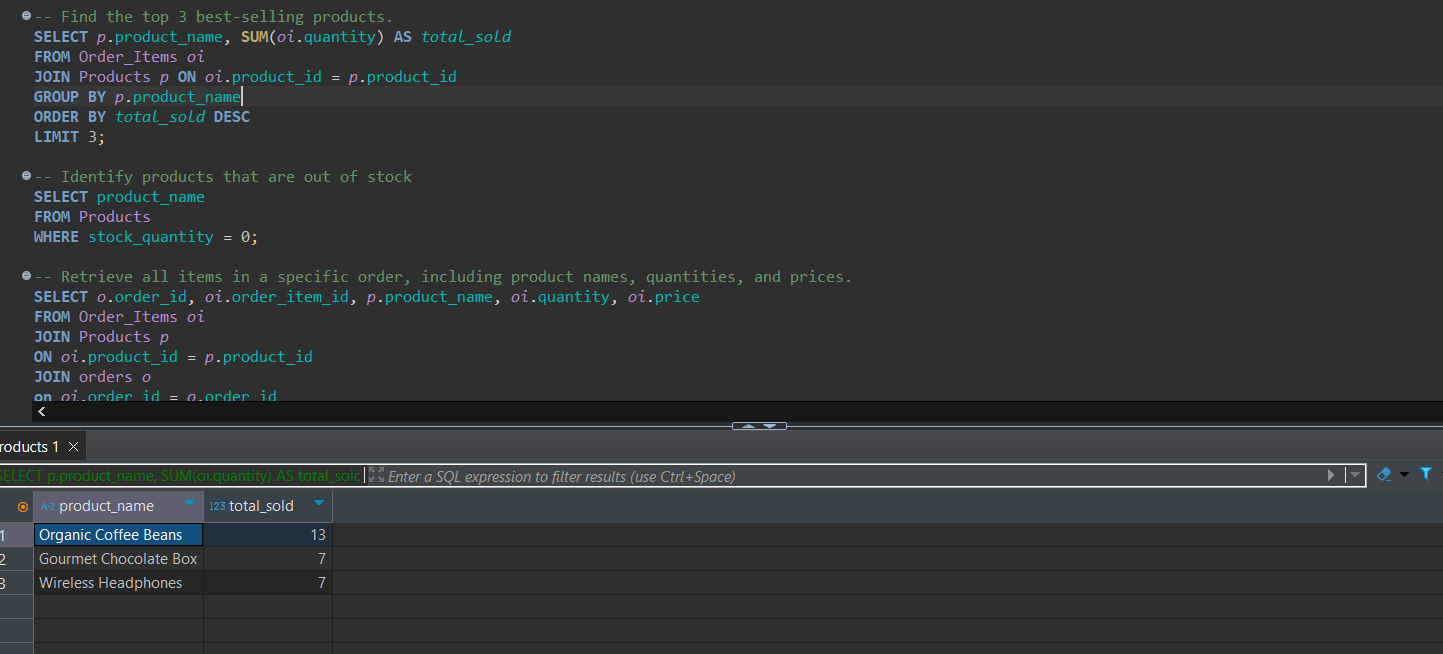 -- Find the top 3 best-selling products.
SELECT p.product_name, SUM(oi.quantity) AS total_sold
FROM Order_Items oi
JOIN Products p ON oi.product_id = p.product_id
GROUP BY p.product_name
ORDER BY total_sold DESC
LIMIT 3;
-- Identify products that are out of stock
SELECT product_name
FROM Products
WHERE stock_quantity = 0;
-- Retrieve all items in a specific order, including product names, quantities, and prices.
SELECT o.order_id, oi.order_item_id, p.product_name, oi.quantity, oi.price
FROM Order_Items oi
JOIN Products p
ON oi.product_id = p.product_id
JOIN orders o
on oi.order_id = o.order_id
roducts 1
SELECT p.product_name, SUM(oi.quantity) AS total_solc Enter a SQL expression to filter results (use Ctrl+Space)
A-Z product_name 123 total_sold
1 Organic Coffee Beans 13
2 Gourmet Chocolate Box 7
3 Wireless Headphones 7